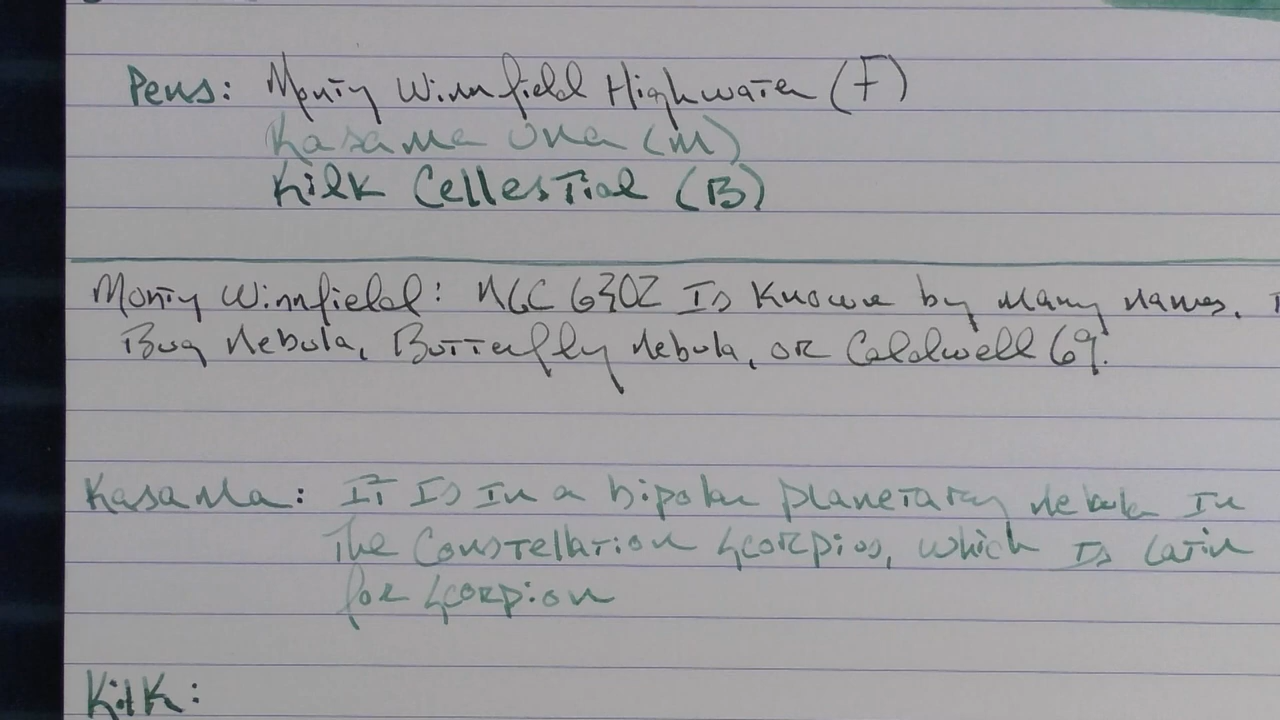 Pens: Monty Winnfield Highwater (F)
Kasama Una (M)
Kilk Cellestial (B)
Monty Winnfield: NGC 6302 Is Known by Many names.
Bug Nebula, Butterfly nebula, or Caldwell 69.
Kasama: It Is In a bipolar planetary nebula In
The Constellation Scorpios, which Is Latin
for Scorpion
Kilk: